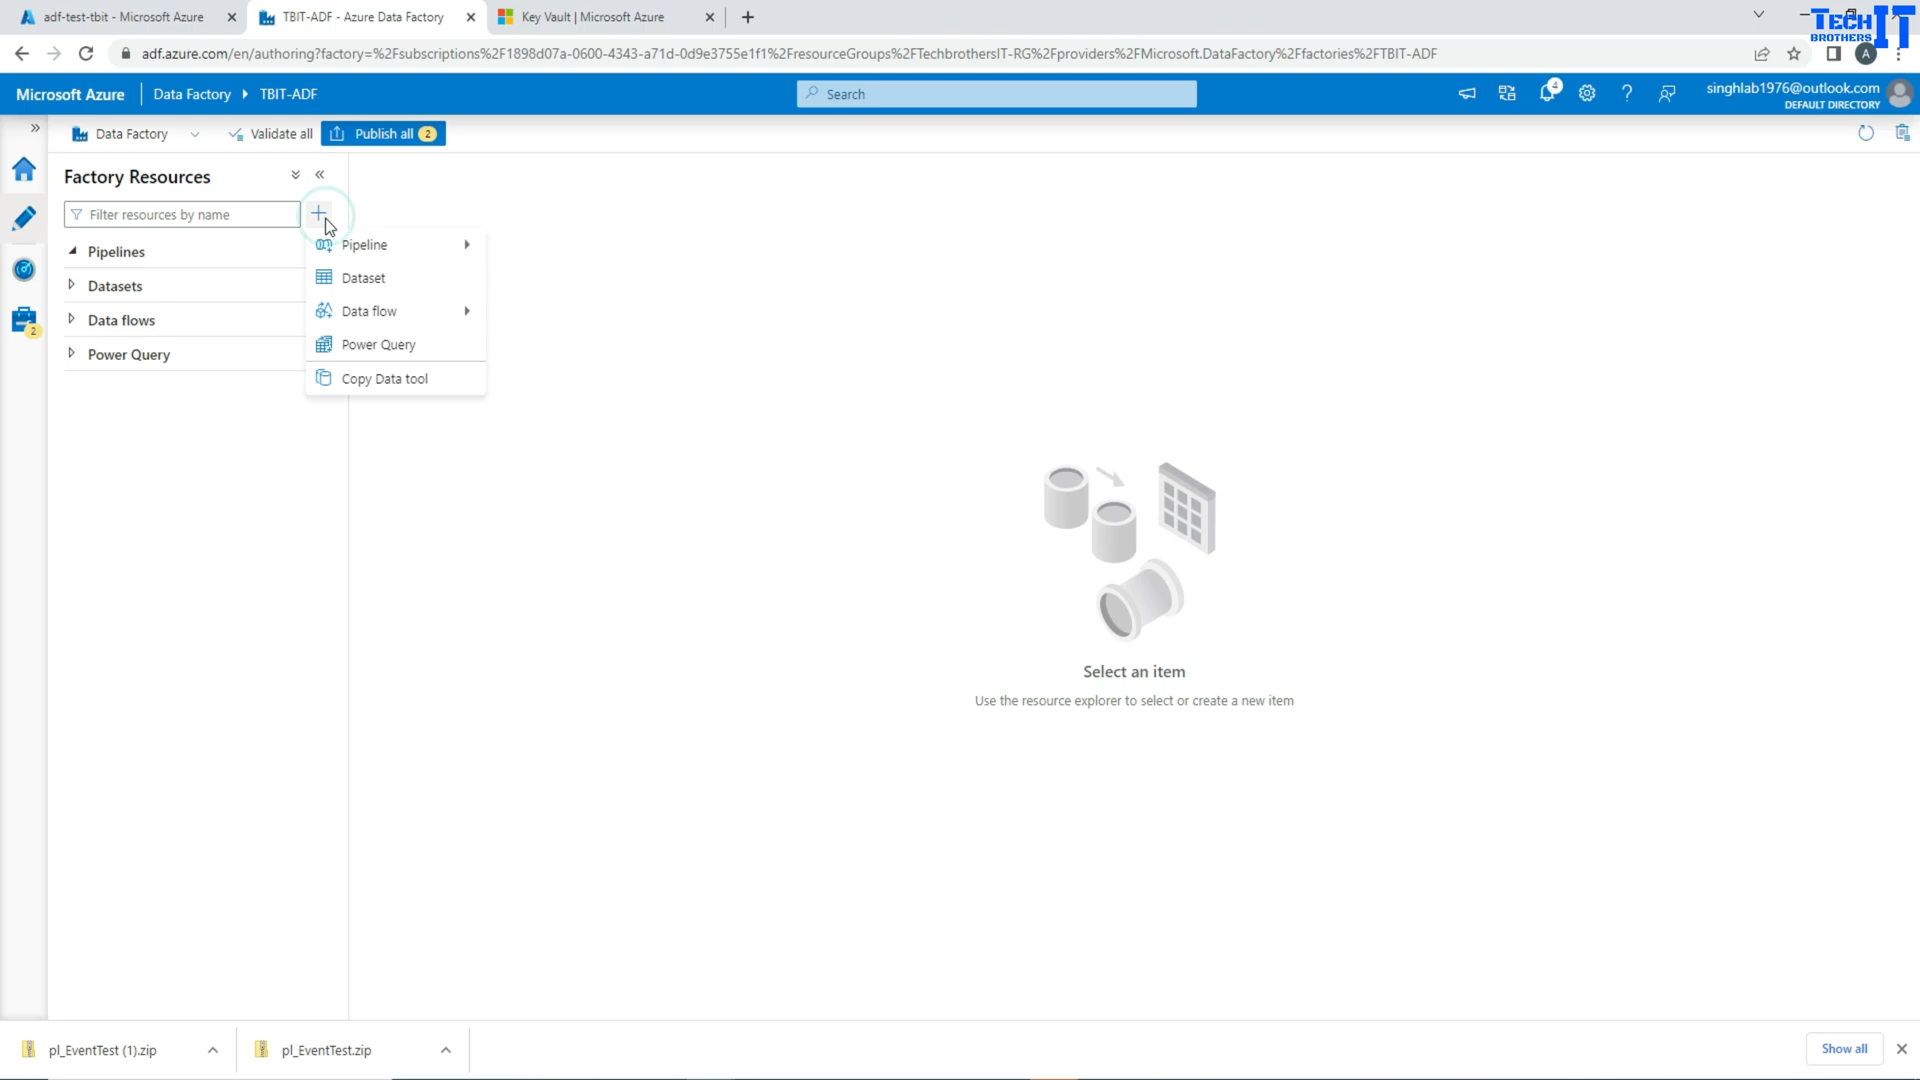 adf-test-tbit - Microsoft Azure
TBIT-ADF - Azure Data Factory
Key Vault | Microsoft Azure
TECH
BROTHERS
IT
adf.azure.com/en/authoring?factory=%2Fsubscriptions%2F1898d07a-0600-4343-a71d-0d9e3755e1f1%2FresourceGroups%2FTechbrothersIT-RG%2Fproviders%2FMicrosoft.DataFactory%2Ffactories%2FTBIT-ADF
A
Microsoft Azure
Data Factory
TBIT-ADF
Search
4
singhlab1976@outlook.com
DEFAULT DIRECTORY
Data Factory
Validate all
Publish all
2
Factory Resources
Filter resources by name
Pipelines
Datasets
Data flows
Power Query
2
Pipeline
Dataset
Data flow
Power Query
Copy Data tool
Select an item
Use the resource explorer to select or create a new item
pl_EventTest (1).zip
pl_EventTest.zip
Show all